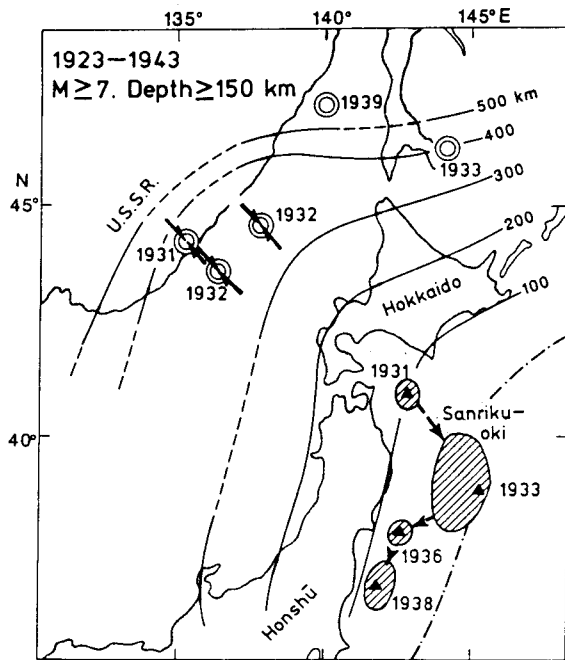 135° 140° 145°E
1923–1943
M≥7. Depth≥150 km
1939
500 km
400
1933
300
U.S.S.R.
N
45°
1932
1931
1932
200
Hokkaido
100
1931
Sanriku-
oki
40°
1933
1936
1938
Honshū